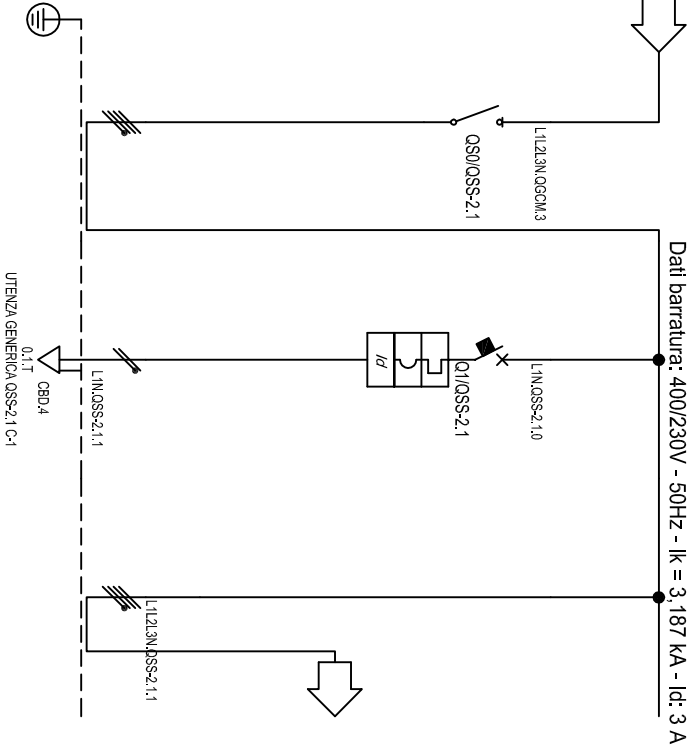 Dati barratura: 400/230V - 50Hz - Ik = 3,187 kA - Id: 3 A
L1L2L3N.QGCM.3
QS0/QSS-2.1
L1N.QSS-2.1.0
Q1/QSS-2.1
Id
L1N.QSS-2.1.1
CBD.4
0.1.T
UTENZA GENERICA QSS-2.1 C-1
L1L2L3N.QSS-2.1.1